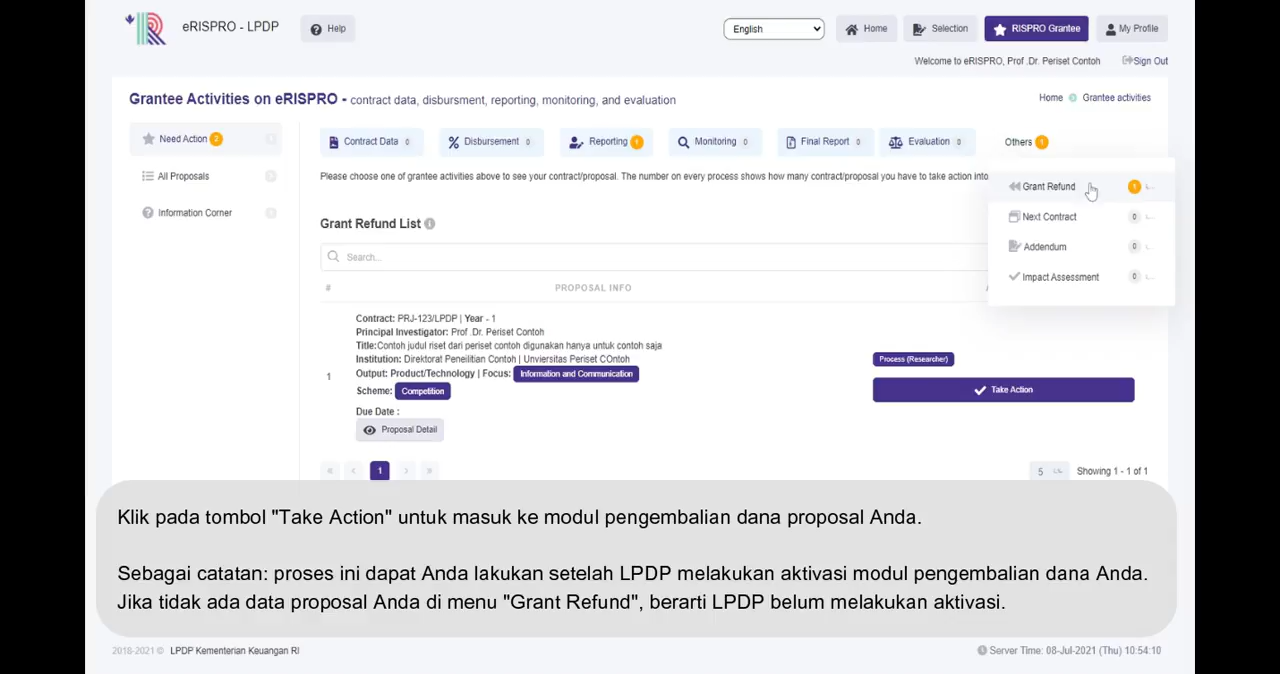 eRISPRO - LPDP
Help
English
Home
Selection
RISPRO Grantee
My Profile
Welcome to eRISPRO, Prof .Dr. Periset Contoh
Sign Out
Grantee Activities on eRISPRO - contract data, disbursment, reporting, monitoring, and evaluation
Home
Grantee activities
Need Action 2
All Proposals
Information Corner
Contract Data 0
Disbursement 0
Reporting 1
Monitoring 0
Final Report 0
Evaluation 0
Others 1
Please choose one of grantee activities above to see your contract/proposal. The number on every process shows how many contract/proposal you have to take action into
Grant Refund 1
Next Contract 0
Addendum 0
Impact Assessment 0
Grant Refund List
Search...
# PROPOSAL INFO
Contract: PRJ-123/LPDP | Year - 1
Principal Investigator: Prof .Dr. Periset Contoh
Title:Contoh judul riset dari periset contoh digunakan hanya untuk contoh saja
Institution: Direktorat Penelitian Contoh | Unviersitas Periset COntoh
Output: Product/Technology | Focus: Information and Communication
1
Scheme: Competition
Due Date :
Proposal Detail
Process (Researcher)
Take Action
« ‹ 1 › »
5
Showing 1 - 1 of 1
Klik pada tombol "Take Action" untuk masuk ke modul pengembalian dana proposal Anda.
Sebagai catatan: proses ini dapat Anda lakukan setelah LPDP melakukan aktivasi modul pengembalian dana Anda.
Jika tidak ada data proposal Anda di menu "Grant Refund", berarti LPDP belum melakukan aktivasi.
2018-2021 © LPDP Kementerian Keuangan RI
Server Time: 08-Jul-2021 (Thu) 10:54:10